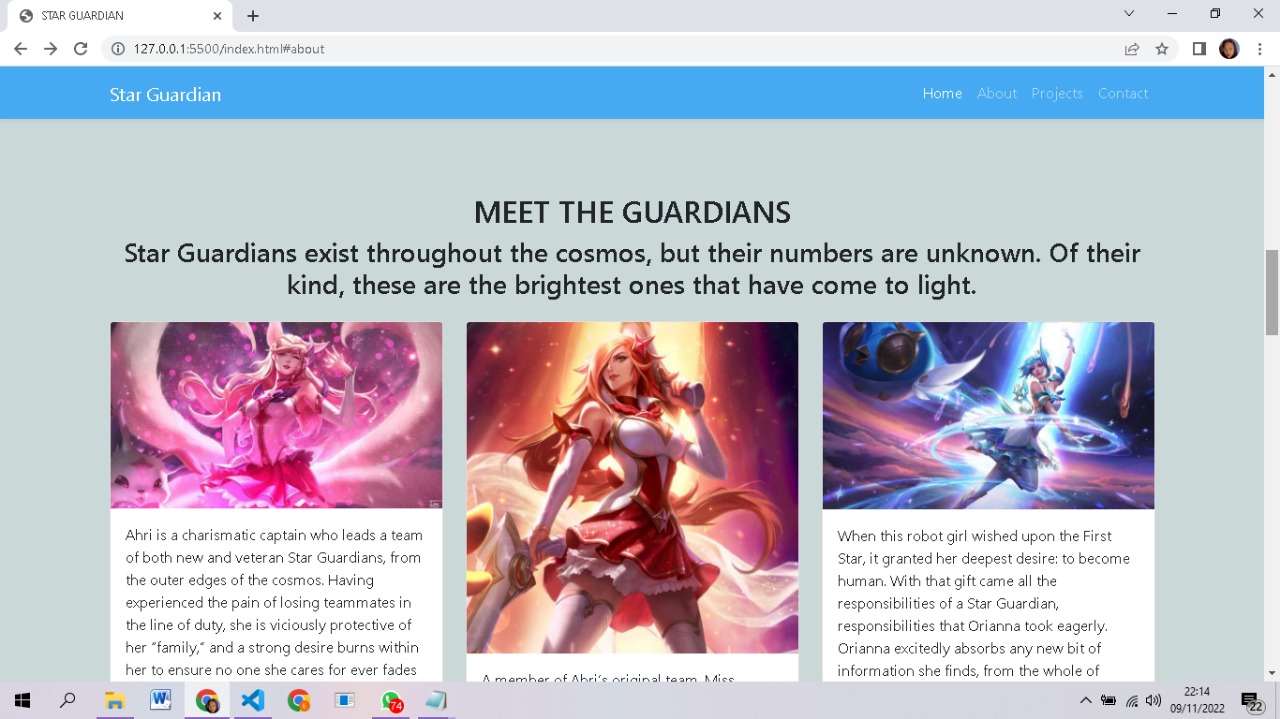 STAR GUARDIAN
127.0.0.1:5500/index.html#about
Star Guardian
Home About Projects Contact
MEET THE GUARDIANS
Star Guardians exist throughout the cosmos, but their numbers are unknown. Of their
kind, these are the brightest ones that have come to light.
Ahri is a charismatic captain who leads a team
of both new and veteran Star Guardians, from
the outer edges of the cosmos. Having
experienced the pain of losing teammates in
the line of duty, she is viciously protective of
her “family,” and a strong desire burns within
her to ensure no one she cares for ever fades
A member of Ahri’s original team, Miss
When this robot girl wished upon the First
Star, it granted her deepest desire: to become
human. With that gift came all the
responsibilities of a Star Guardian,
responsibilities that Orianna took eagerly.
Orianna excitedly absorbs any new bit of
information she finds, from the whole of
74
22:14
09/11/2022
22